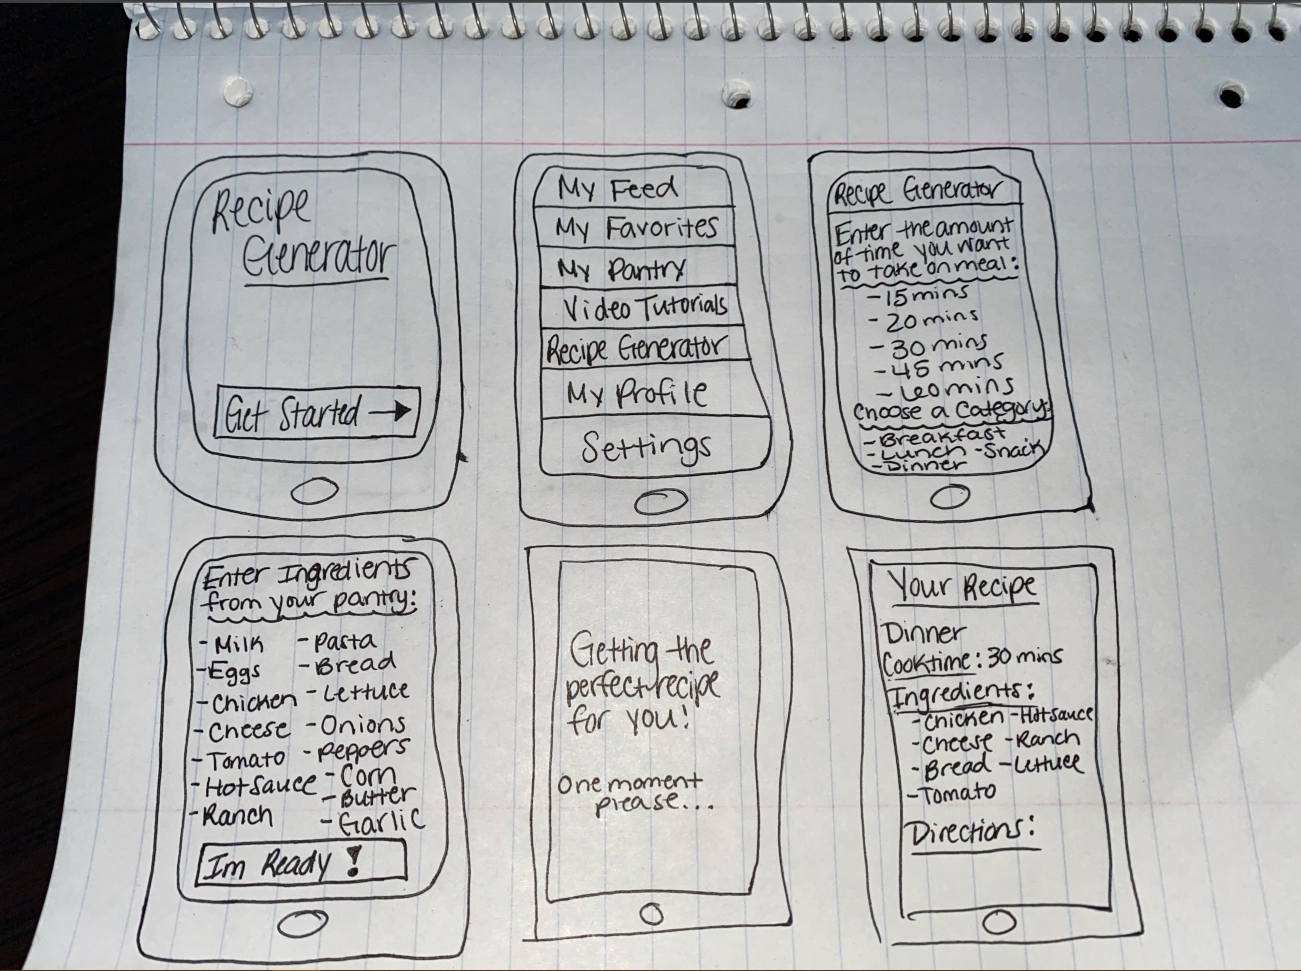 Recipe
Generator
Get Started →
My Feed
My Favorites
My Pantry
Video Tutorials
Recipe Generator
My Profile
Settings
Recipe Generator
Enter the amount
of time you want
to take on meal:
- 15 mins
- 20 mins
- 30 mins
- 45 mins
- 60 mins
Choose a Category:
- Breakfast
- Lunch - Snack
- Dinner
Enter Ingredients
from your pantry:
- Milk - Pasta
- Eggs - Bread
- Chicken - Lettuce
- Cheese - Onions
- Tomato - Peppers
- Hot Sauce - Corn
- Butter
- Ranch - Garlic
Im Ready !
Getting the
perfect recipe
for you!
One moment
please...
Your Recipe
Dinner
Cooktime: 30 mins
Ingredients:
- Chicken - Hot sauce
- Cheese - Ranch
- Bread - Lettuce
- Tomato
Directions: